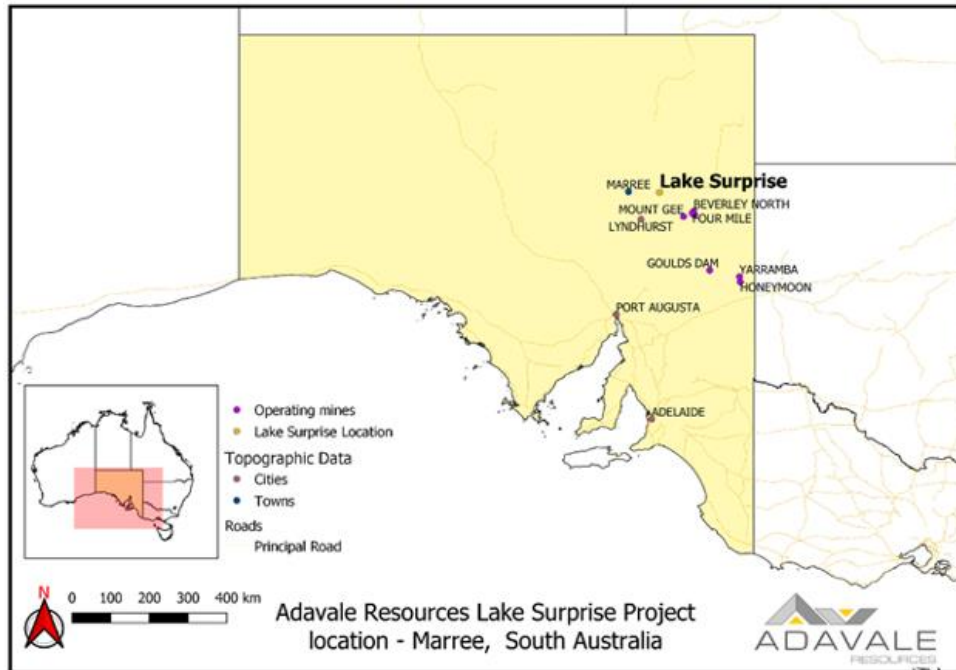 MARREE
Lake Surprise
MOUNT GEE
BEVERLEY NORTH
FOUR MILE
LYNDHURST
GOULDS DAM
YARRAMBA
HONEYMOON
PORT AUGUSTA
ADELAIDE
Operating mines
Lake Surprise Location
Topographic Data
Cities
Towns
Roads
Principal Road
N
0 100 200 300 400 km
Adavale Resources Lake Surprise Project
location - Marree, South Australia
ADAVALE
RESOURCES